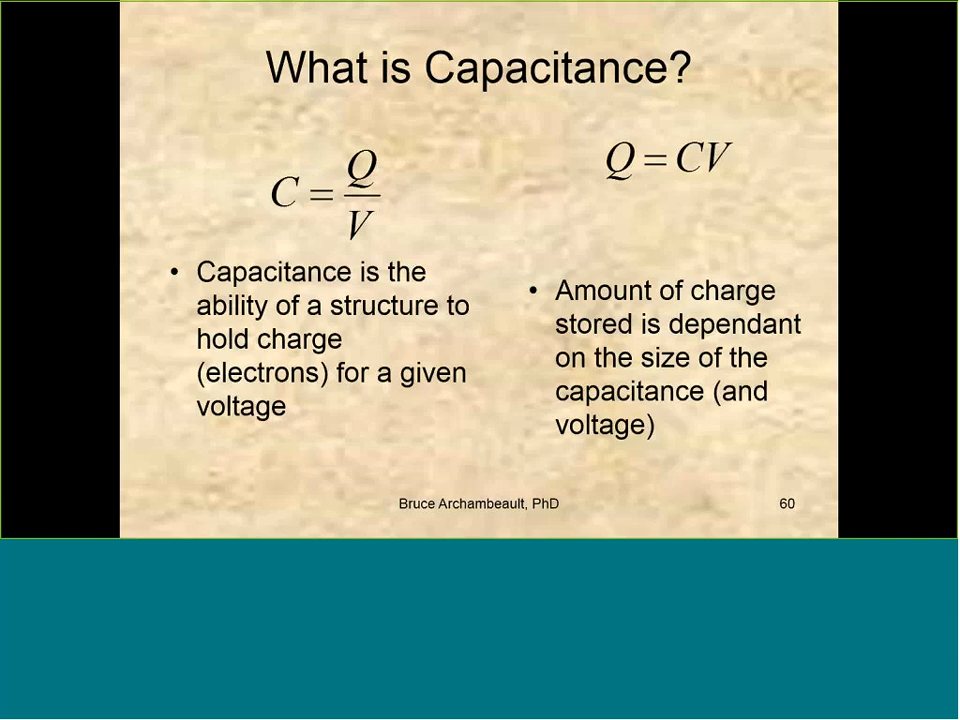 What is Capacitance?
C = Q/V
• Capacitance is the
ability of a structure to
hold charge
(electrons) for a given
voltage
Q = CV
• Amount of charge
stored is dependant
on the size of the
capacitance (and
voltage)
Bruce Archambeault, PhD
60